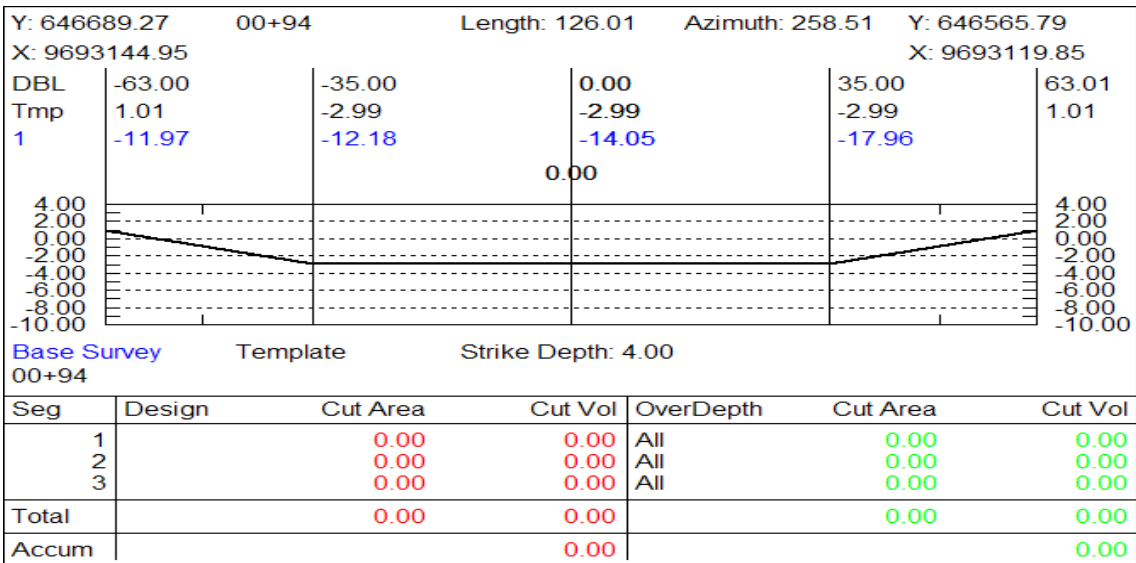 Y: 646689.27 00+94 Length: 126.01 Azimuth: 258.51 Y: 646565.79
X: 9693144.95 X: 9693119.85
DBL -63.00 -35.00 0.00 35.00 63.01
Tmp 1.01 -2.99 -2.99 -2.99 1.01
1 -11.97 -12.18 -14.05 -17.96
0.00
4.00 4.00
2.00 2.00
0.00 0.00
-2.00 -2.00
-4.00 -4.00
-6.00 -6.00
-8.00 -8.00
-10.00 -10.00
Base Survey Template Strike Depth: 4.00
00+94
Seg Design Cut Area Cut Vol OverDepth Cut Area Cut Vol
1 0.00 0.00 All 0.00 0.00
2 0.00 0.00 All 0.00 0.00
3 0.00 0.00 All 0.00 0.00
Total 0.00 0.00 0.00 0.00
Accum 0.00 0.00